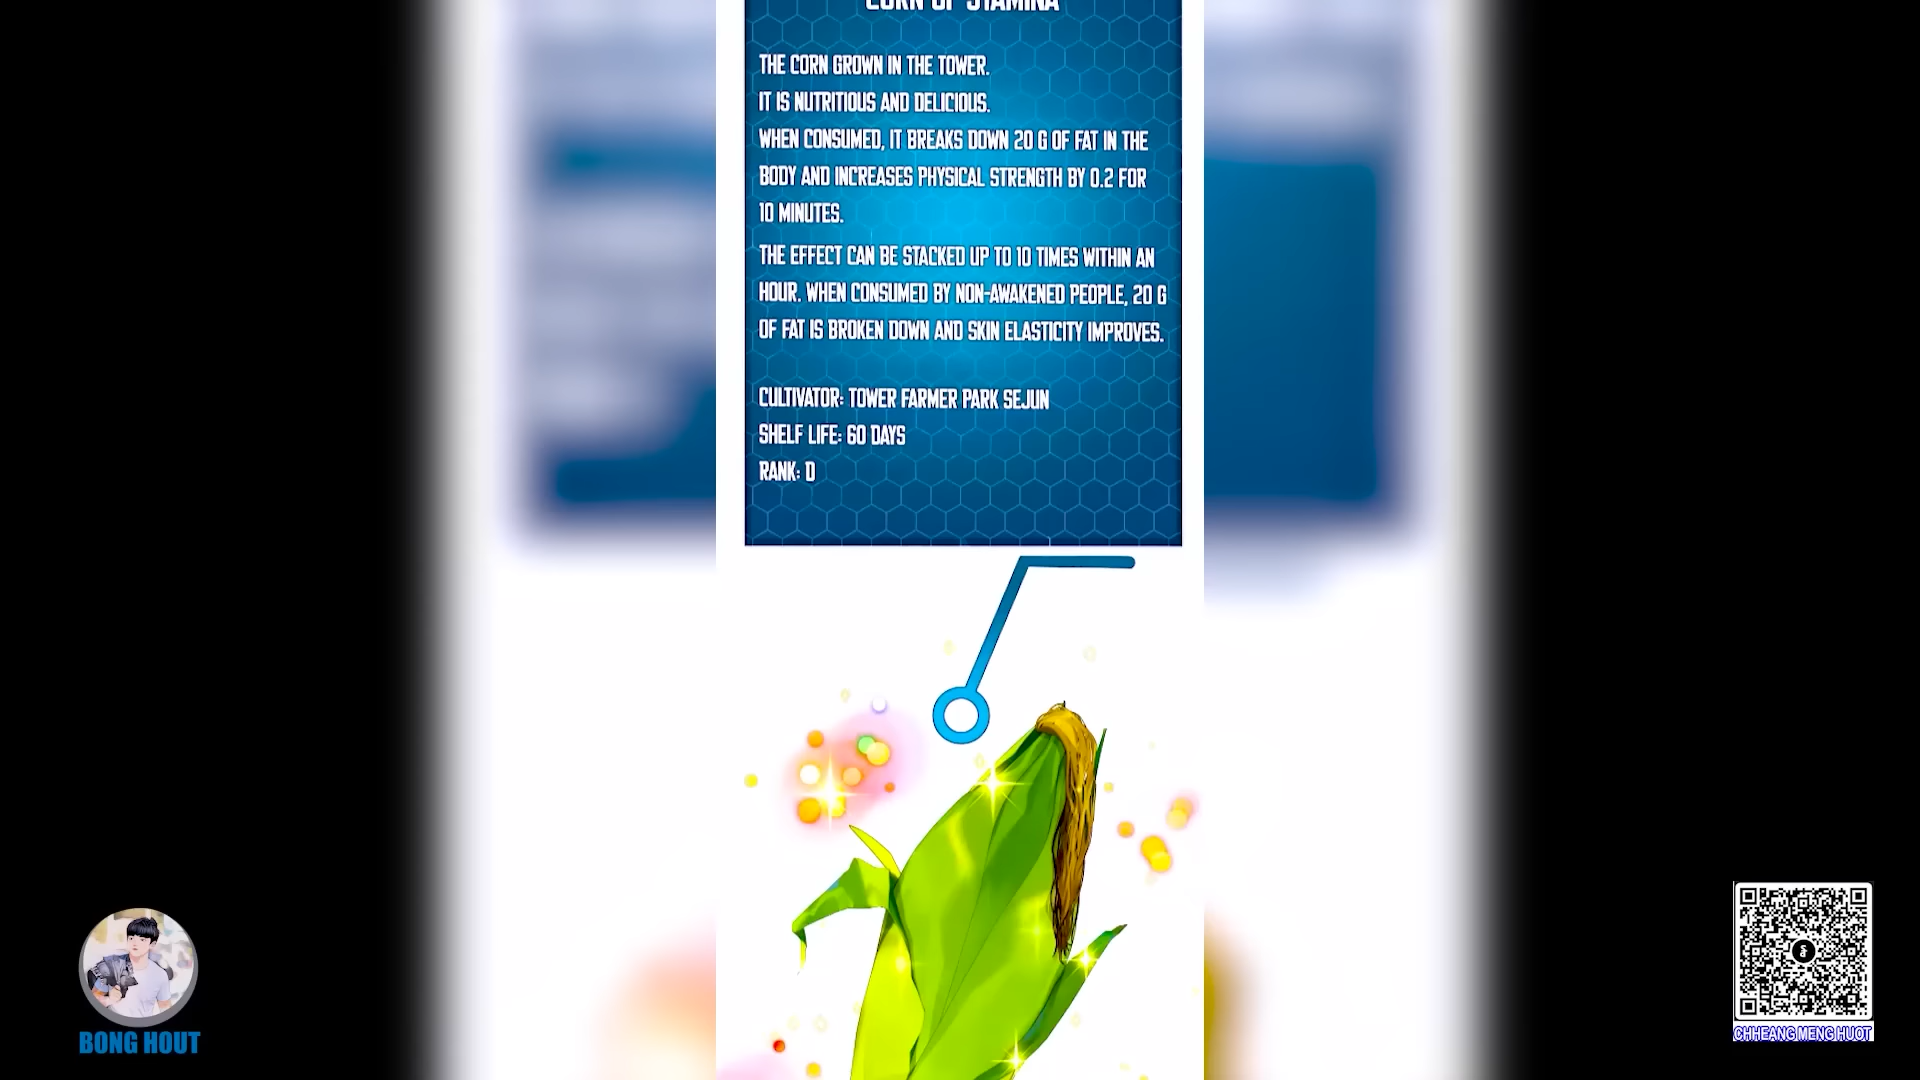 CORN OF STAMINA
THE CORN GROWN IN THE TOWER.
IT IS NUTRITIOUS AND DELICIOUS.
WHEN CONSUMED, IT BREAKS DOWN 20 G OF FAT IN THE
BODY AND INCREASES PHYSICAL STRENGTH BY 0.2 FOR
10 MINUTES.
THE EFFECT CAN BE STACKED UP TO 10 TIMES WITHIN AN
HOUR. WHEN CONSUMED BY NON-AWAKENED PEOPLE, 20 G
OF FAT IS BROKEN DOWN AND SKIN ELASTICITY IMPROVES.
CULTIVATOR: TOWER FARMER PARK SEJUN
SHELF LIFE: 60 DAYS
RANK: D
BONG HOUT
CHHEANG MENG HUOT